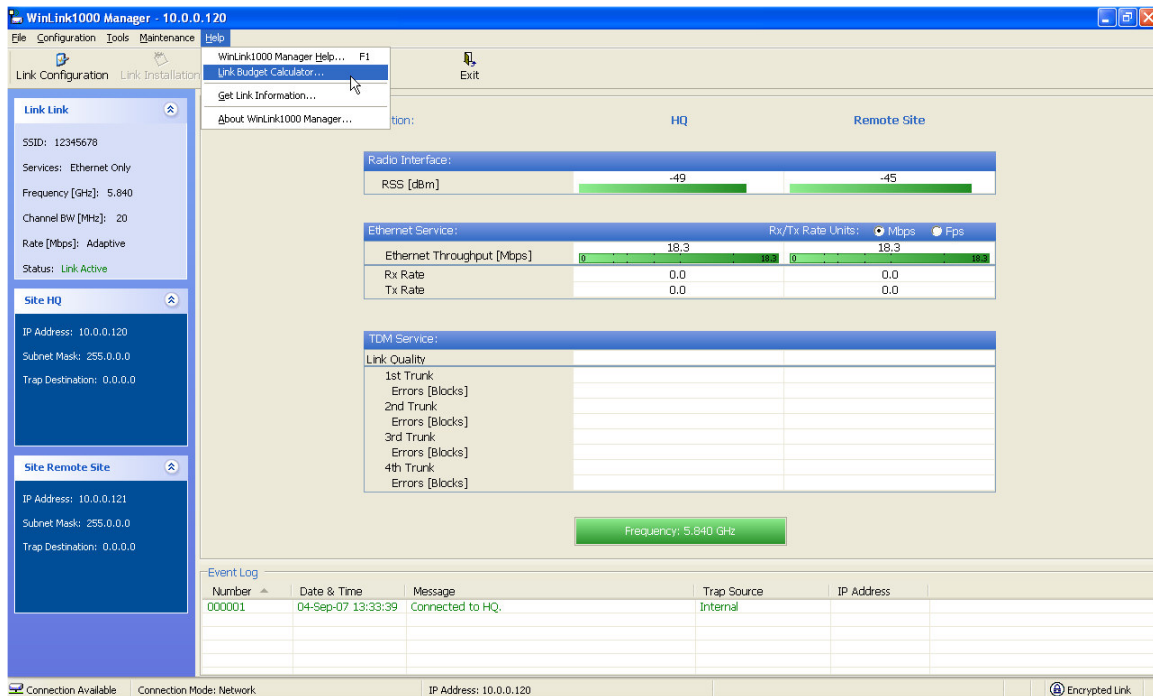 WinLink1000 Manager - 10.0.0.120
File Configuration Tools Maintenance Help
Link Configuration Link Installation Exit
WinLink1000 Manager Help... F1
Link Budget Calculator...
Get Link Information...
About WinLink1000 Manager...
Link Link
SSID: 12345678
Services: Ethernet Only
Frequency [GHz]: 5.840
Channel BW [MHz]: 20
Rate [Mbps]: Adaptive
Status: Link Active
Site HQ
IP Address: 10.0.0.120
Subnet Mask: 255.0.0.0
Trap Destination: 0.0.0.0
Site Remote Site
IP Address: 10.0.0.121
Subnet Mask: 255.0.0.0
Trap Destination: 0.0.0.0
tion: HQ Remote Site
Radio Interface:
RSS [dBm] -49 -45
Ethernet Service: Rx/Tx Rate Units: Mbps Fps
Ethernet Throughput [Mbps] 18.3 18.3
0 18.3 0 18.3
Rx Rate 0.0 0.0
Tx Rate 0.0 0.0
TDM Service:
Link Quality
1st Trunk
Errors [Blocks]
2nd Trunk
Errors [Blocks]
3rd Trunk
Errors [Blocks]
4th Trunk
Errors [Blocks]
Frequency: 5.840 GHz
Event Log
Number Date & Time Message Trap Source IP Address
000001 04-Sep-07 13:33:39 Connected to HQ. Internal
Connection Available Connection Mode: Network IP Address: 10.0.0.120 Encrypted Link